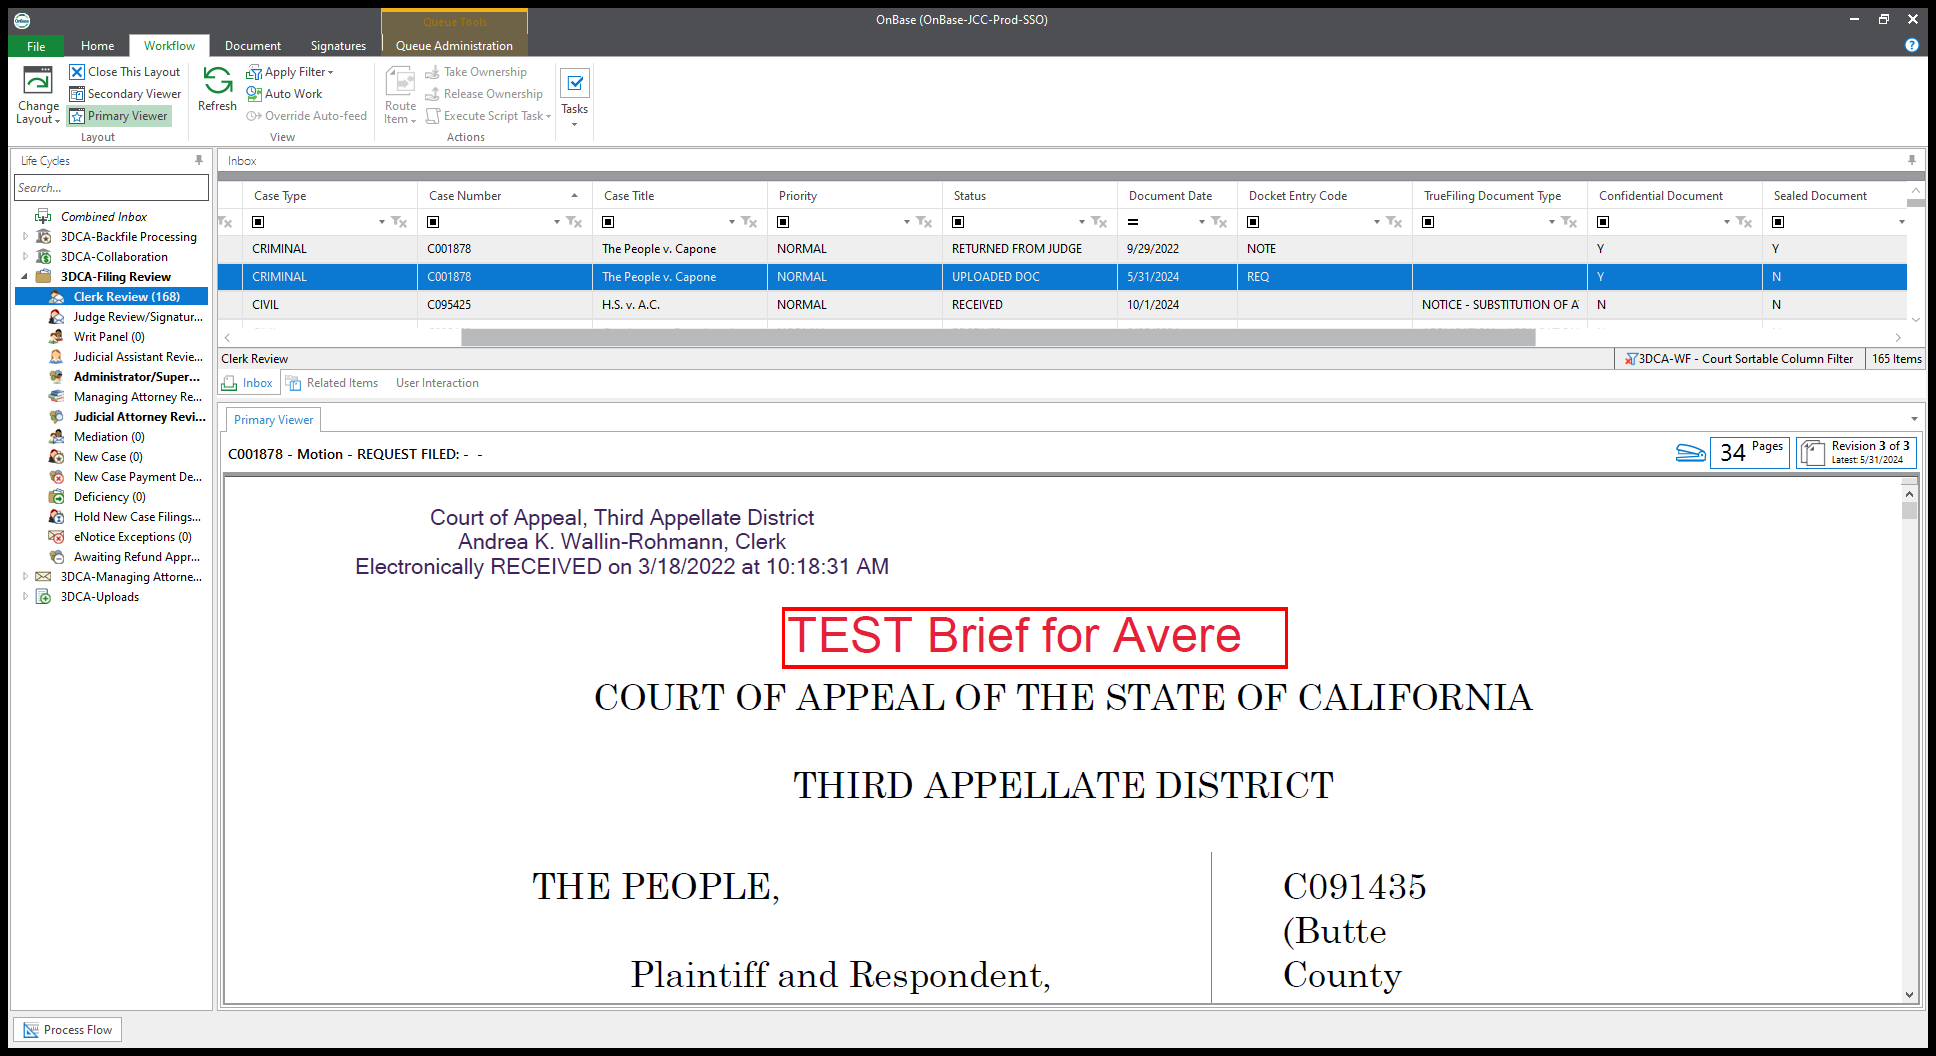 OnBase (OnBase-JCC-Prod-SSO)
Queue Tools
File Home Workflow Document Signatures Queue Administration
Change Layout
Close This Layout
Secondary Viewer
Primary Viewer
Layout
Refresh
Apply Filter
Auto Work
Override Auto-feed
View
Route Item
Take Ownership
Release Ownership
Execute Script Task
Actions
Tasks
Life Cycles
Search...
Combined Inbox
3DCA-Backfile Processing
3DCA-Collaboration
3DCA-Filing Review
Clerk Review (168)
Judge Review/Signatur...
Writ Panel (0)
Judicial Assistant Revie...
Administrator/Super...
Managing Attorney Re...
Judicial Attorney Revi...
Mediation (0)
New Case (0)
New Case Payment De...
Deficiency (0)
Hold New Case Filings...
eNotice Exceptions (0)
Awaiting Refund Appr...
3DCA-Managing Attorne...
3DCA-Uploads
Inbox
Case Type Case Number Case Title Priority Status Document Date Docket Entry Code TrueFiling Document Type Confidential Document Sealed Document
CRIMINAL C001878 The People v. Capone NORMAL RETURNED FROM JUDGE 9/29/2022 NOTE Y Y
CRIMINAL C001878 The People v. Capone NORMAL UPLOADED DOC 5/31/2024 REQ Y N
CIVIL C095425 H.S. v. A.C. NORMAL RECEIVED 10/1/2024 NOTICE - SUBSTITUTION OF A N N
Clerk Review
3DCA-WF - Court Sortable Column Filter 165 Items
Inbox Related Items User Interaction
Primary Viewer
C001878 - Motion - REQUEST FILED: - -
34 Pages
Revision 3 of 3
Latest: 5/31/2024
Court of Appeal, Third Appellate District
Andrea K. Wallin-Rohmann, Clerk
Electronically RECEIVED on 3/18/2022 at 10:18:31 AM
TEST Brief for Avere
COURT OF APPEAL OF THE STATE OF CALIFORNIA
THIRD APPELLATE DISTRICT
THE PEOPLE, C091435
(Butte
Plaintiff and Respondent, County
Process Flow